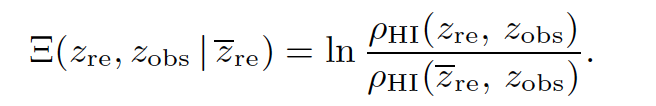 Ξ(z_re, z_obs | z̅_re) = ln ρ_HI(z_re, z_obs) / ρ_HI(z̅_re, z_obs).